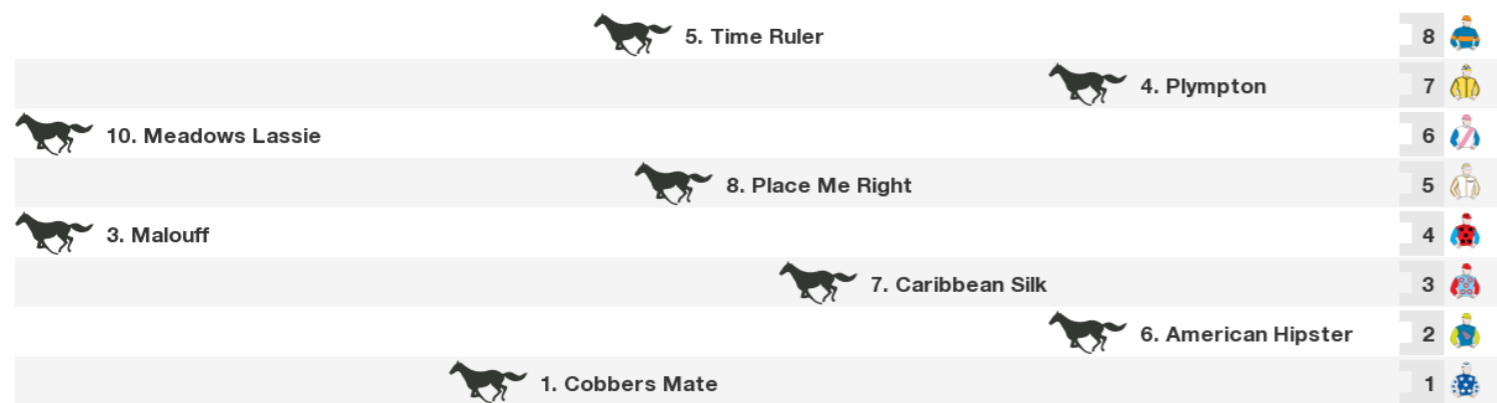 5. Time Ruler 8
4. Plympton 7
10. Meadows Lassie 6
8. Place Me Right 5
3. Malouff 4
7. Caribbean Silk 3
6. American Hipster 2
1. Cobbers Mate 1